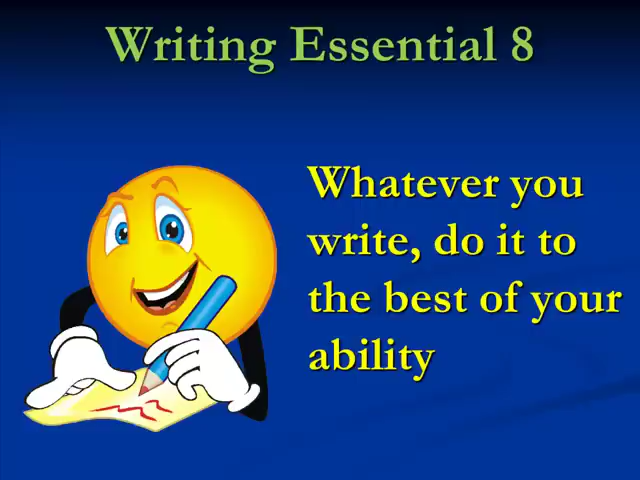 Writing Essential 8
Whatever you
write, do it to
the best of your
ability